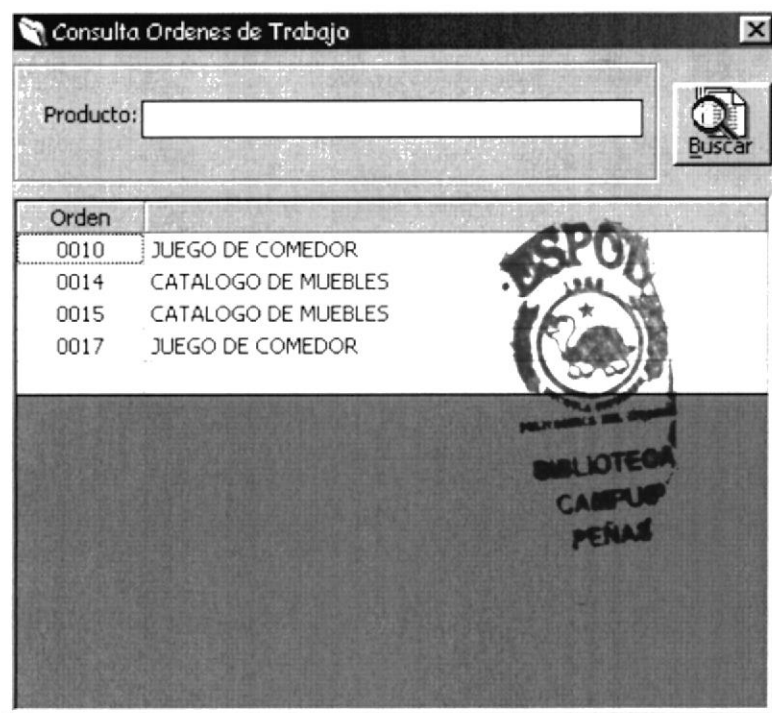 Consulta Ordenes de Trabajo
Producto:
Buscar
Orden
0010 JUEGO DE COMEDOR
0014 CATALOGO DE MUEBLES
0015 CATALOGO DE MUEBLES
0017 JUEGO DE COMEDOR
ESPOL
BIBLIOTECA
CAMPUS
PEÑAS